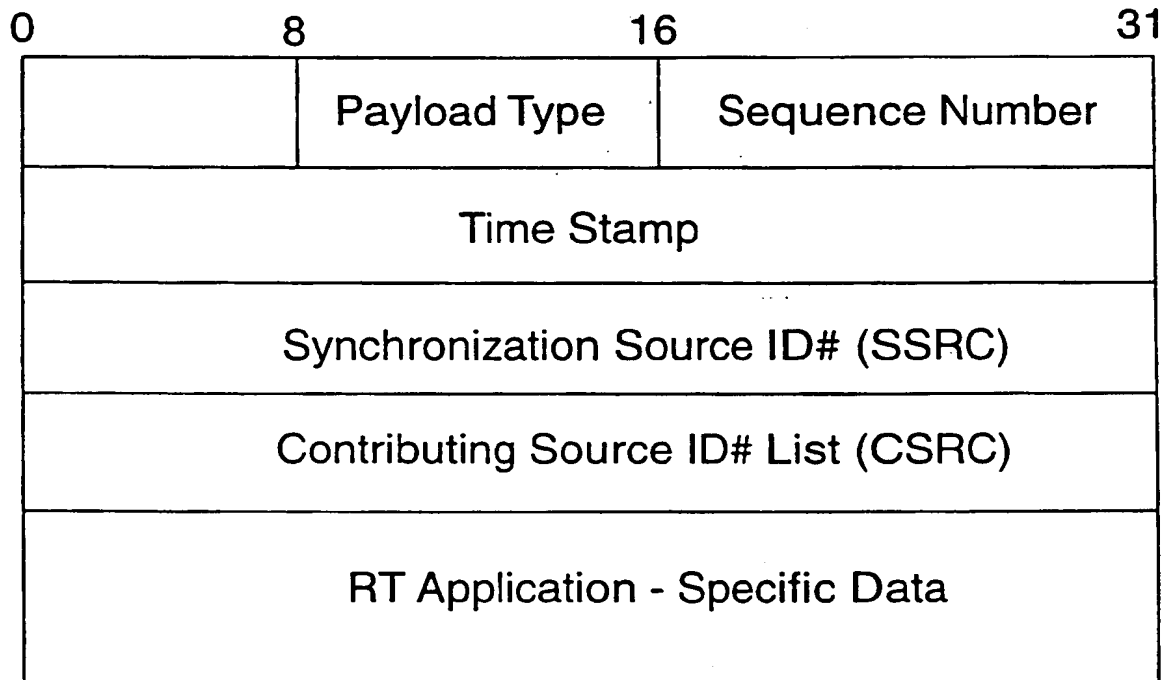 0 8 16 31
Payload Type Sequence Number
Time Stamp
Synchronization Source ID# (SSRC)
Contributing Source ID# List (CSRC)
RT Application - Specific Data